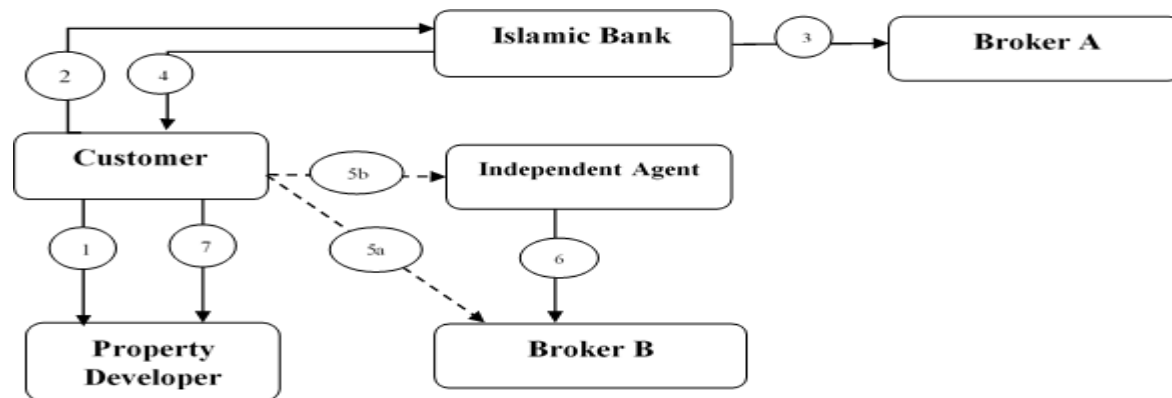 Islamic Bank
Broker A
3
2
4
Customer
5b
Independent Agent
1
7
5a
6
Property
Developer
Broker B